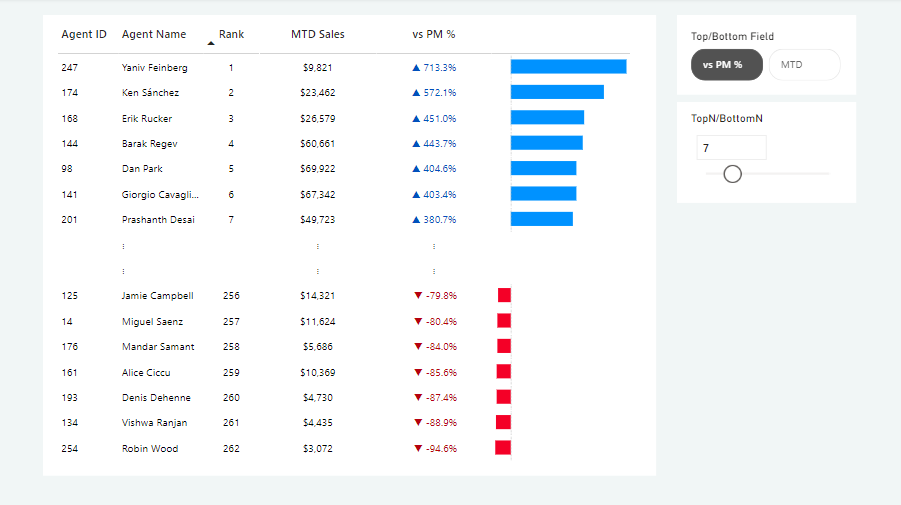 Agent ID Agent Name Rank MTD Sales vs PM %
247 Yaniv Feinberg 1 $9,821 ▲ 713.3%
174 Ken Sánchez 2 $23,462 ▲ 572.1%
168 Erik Rucker 3 $26,579 ▲ 451.0%
144 Barak Regev 4 $60,661 ▲ 443.7%
98 Dan Park 5 $69,922 ▲ 404.6%
141 Giorgio Cavagli... 6 $67,342 ▲ 403.4%
201 Prashanth Desai 7 $49,723 ▲ 380.7%
⁞ ⁞ ⁞
⁞ ⁞ ⁞
125 Jamie Campbell 256 $14,321 ▼ -79.8%
14 Miguel Saenz 257 $11,624 ▼ -80.4%
176 Mandar Samant 258 $5,686 ▼ -84.0%
161 Alice Ciccu 259 $10,369 ▼ -85.6%
193 Denis Dehenne 260 $4,730 ▼ -87.4%
134 Vishwa Ranjan 261 $4,435 ▼ -88.9%
254 Robin Wood 262 $3,072 ▼ -94.6%
Top/Bottom Field
vs PM % MTD
TopN/BottomN
7